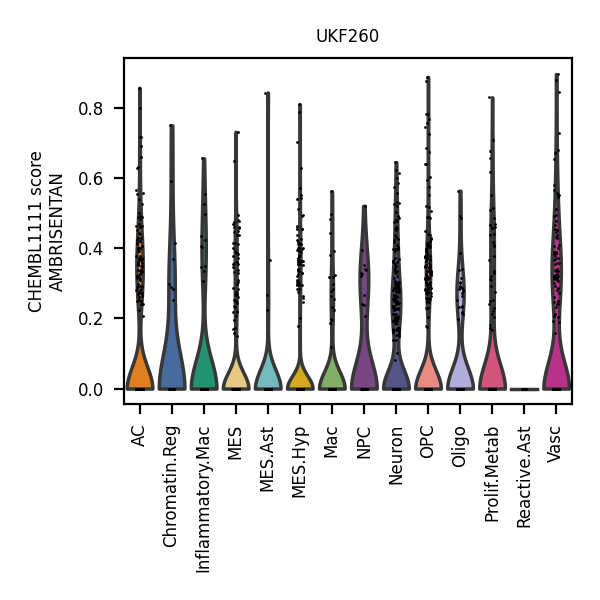 UKF260
CHEMBL1111 score
AMBRISENTAN
0.8
0.6
0.4
0.2
0.0
AC
Chromatin.Reg
Inflammatory.Mac
MES
MES.Ast
MES.Hyp
Mac
NPC
Neuron
OPC
Oligo
Prolif.Metab
Reactive.Ast
Vasc